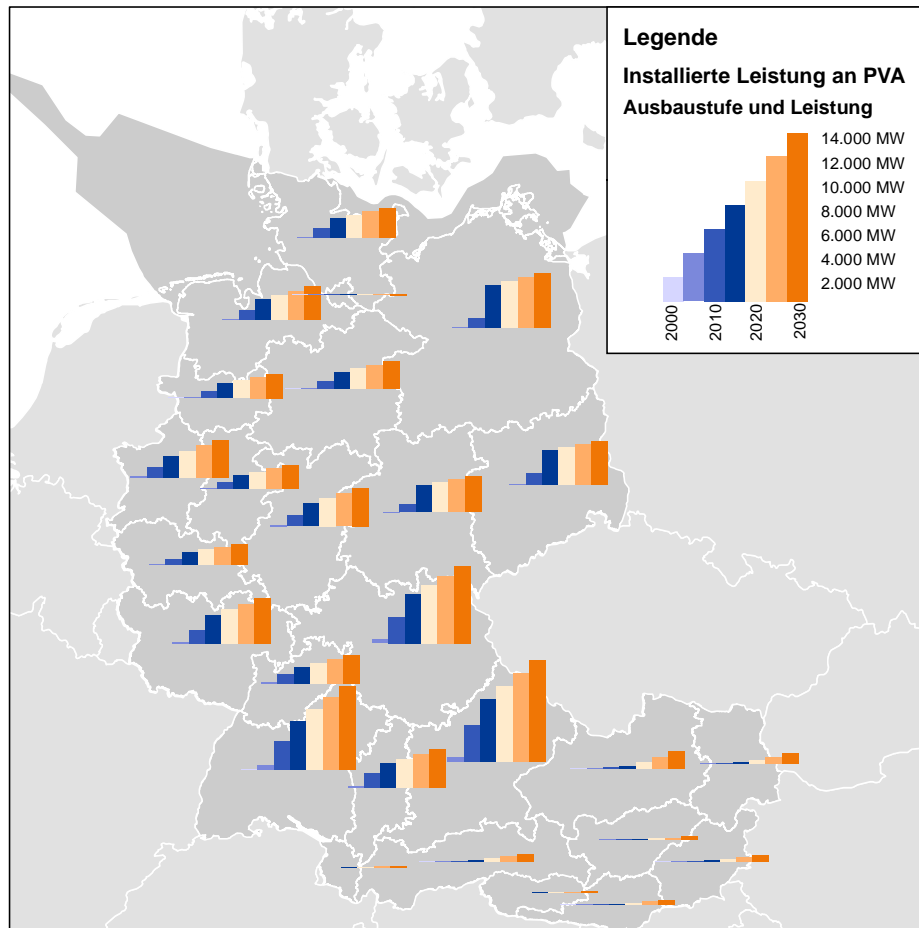 Legende
Installierte Leistung an PVA
Ausbaustufe und Leistung
14.000 MW
12.000 MW
10.000 MW
8.000 MW
6.000 MW
4.000 MW
2.000 MW
2000
2010
2020
2030